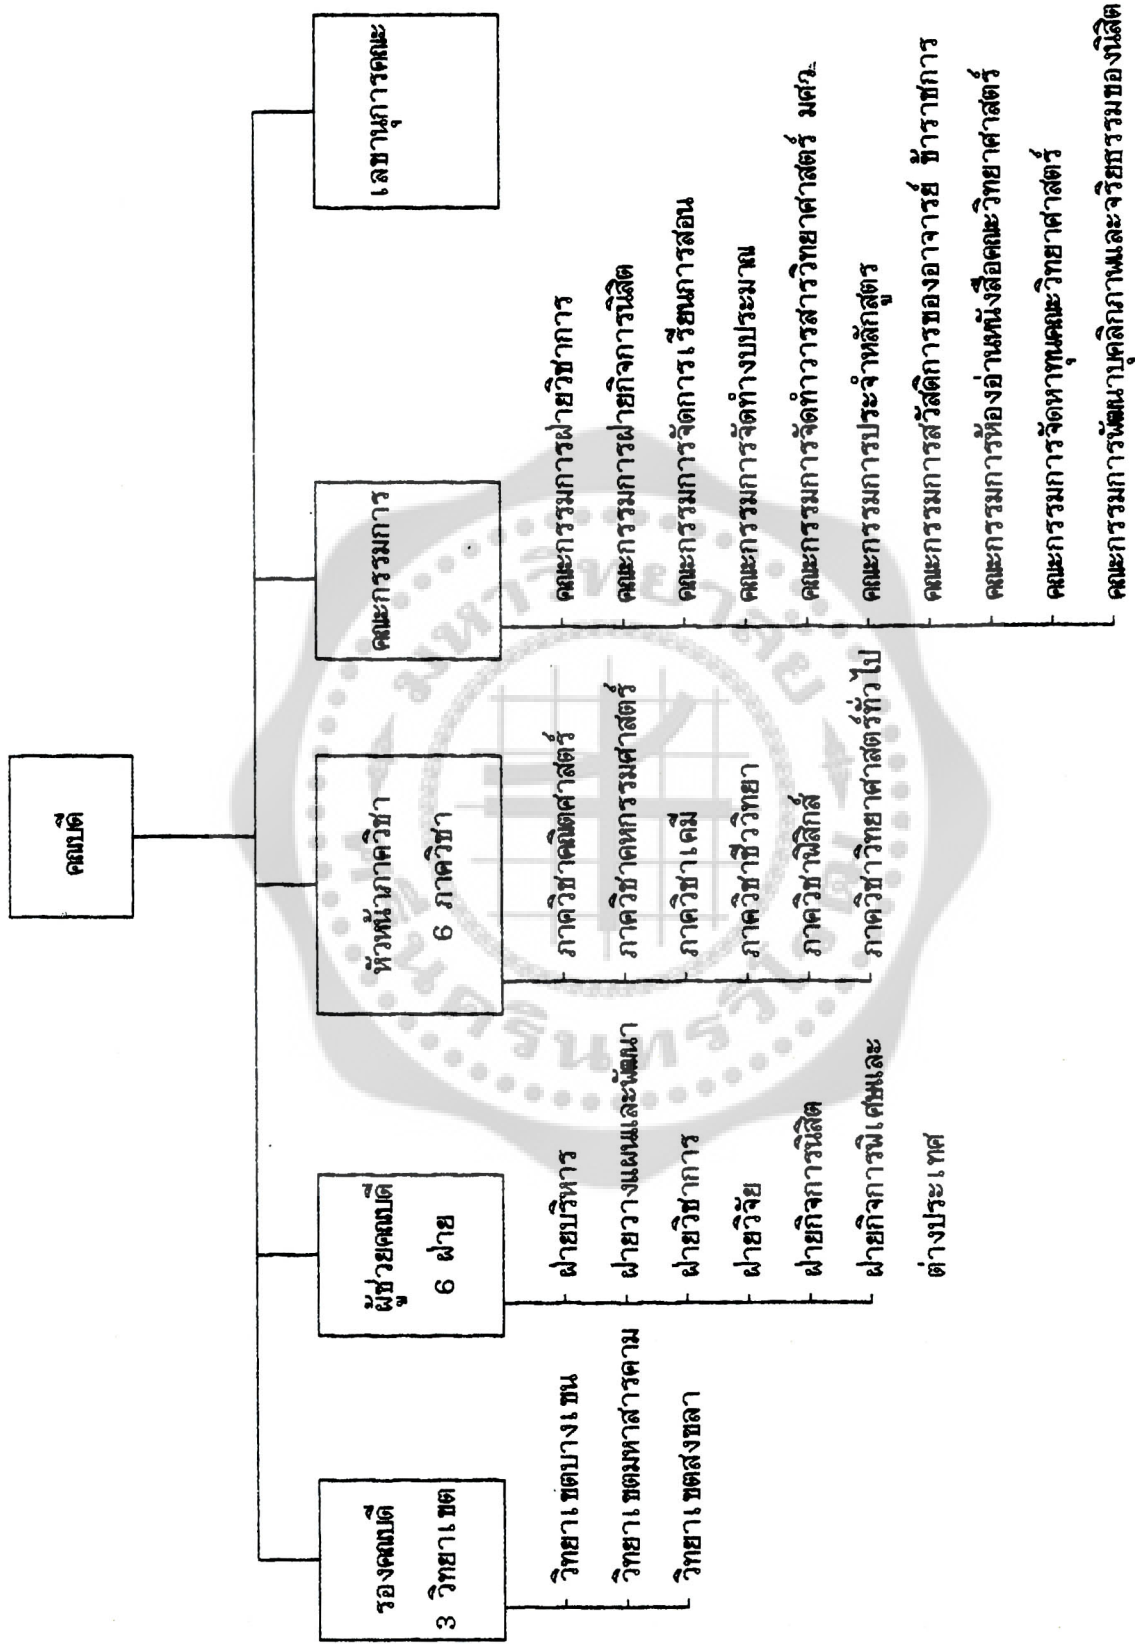 คณบดี
รองคณบดี
3 วิทยาเขต
วิทยาเขตบางเขน
วิทยาเขตมหาสารคาม
วิทยาเขตสงขลา
ผู้ช่วยคณบดี
6 ฝ่าย
ฝ่ายบริหาร
ฝ่ายวางแผนและพัฒนา
ฝ่ายวิชาการ
ฝ่ายวิจัย
ฝ่ายกิจการนิสิต
ฝ่ายกิจการพิเศษและ
ต่างประเทศ
หัวหน้าภาควิชา
6 ภาควิชา
ภาควิชาคณิตศาสตร์
ภาควิชาคหกรรมศาสตร์
ภาควิชาเคมี
ภาควิชาชีววิทยา
ภาควิชาฟิสิกส์
ภาควิชาวิทยาศาสตร์ทั่วไป
คณะกรรมการ
คณะกรรมการฝ่ายวิชาการ
คณะกรรมการฝ่ายกิจการนิสิต
คณะกรรมการจัดการเรียนการสอน
คณะกรรมการจัดทำงบประมาณ
คณะกรรมการจัดทำวารสารวิทยาศาสตร์ มศว.
คณะกรรมการประจำหลักสูตร
คณะกรรมการสวัสดิการของอาจารย์ ข้าราชการ
คณะกรรมการห้องอ่านหนังสือคณะวิทยาศาสตร์
คณะกรรมการจัดหาทุนคณะวิทยาศาสตร์
คณะกรรมการพัฒนาบุคลิกภาพและจริยธรรมของนิสิต
เลขานุการคณะ
มหาวิทยาลัย
ศรีนครินทรวิโรฒ